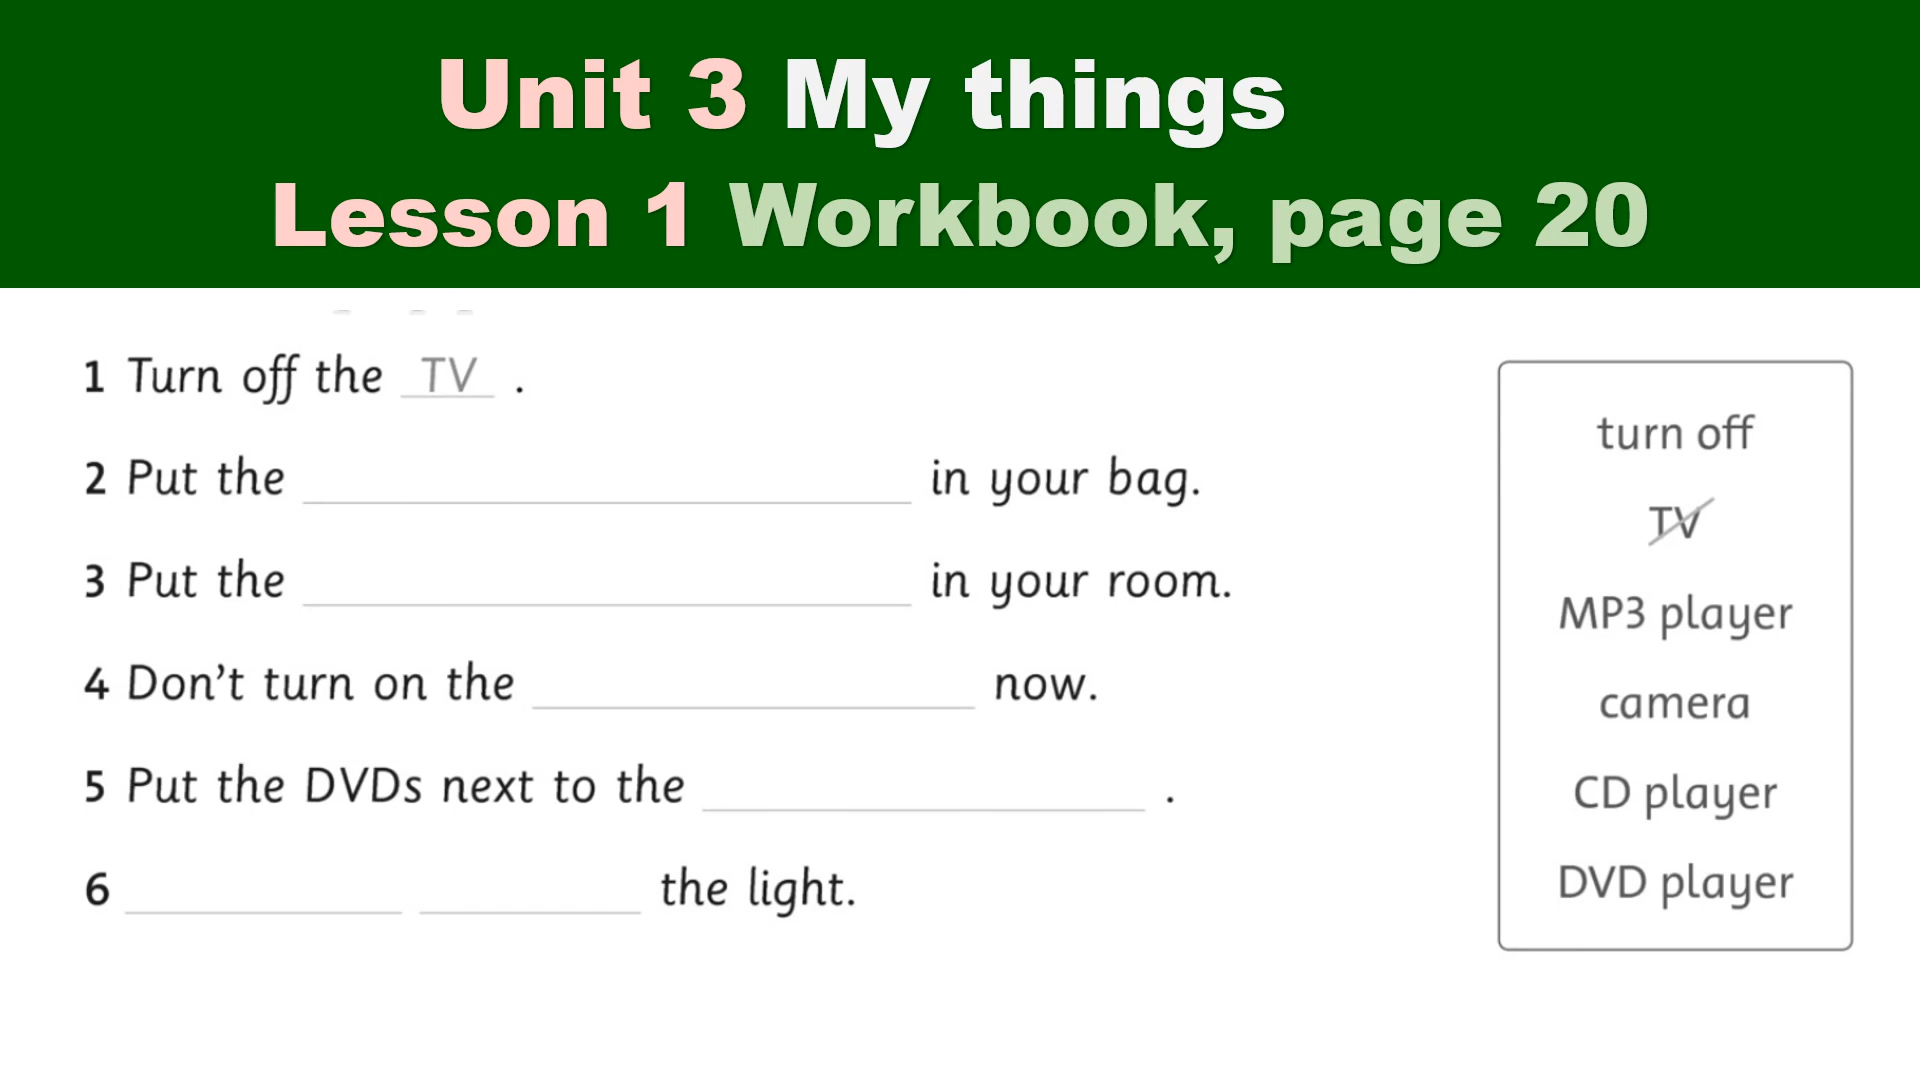 Unit 3 My things
Lesson 1 Workbook, page 20
1 Turn off the TV .
2 Put the in your bag.
3 Put the in your room.
4 Don't turn on the now.
5 Put the DVDs next to the .
6 the light.
turn off
TV
MP3 player
camera
CD player
DVD player